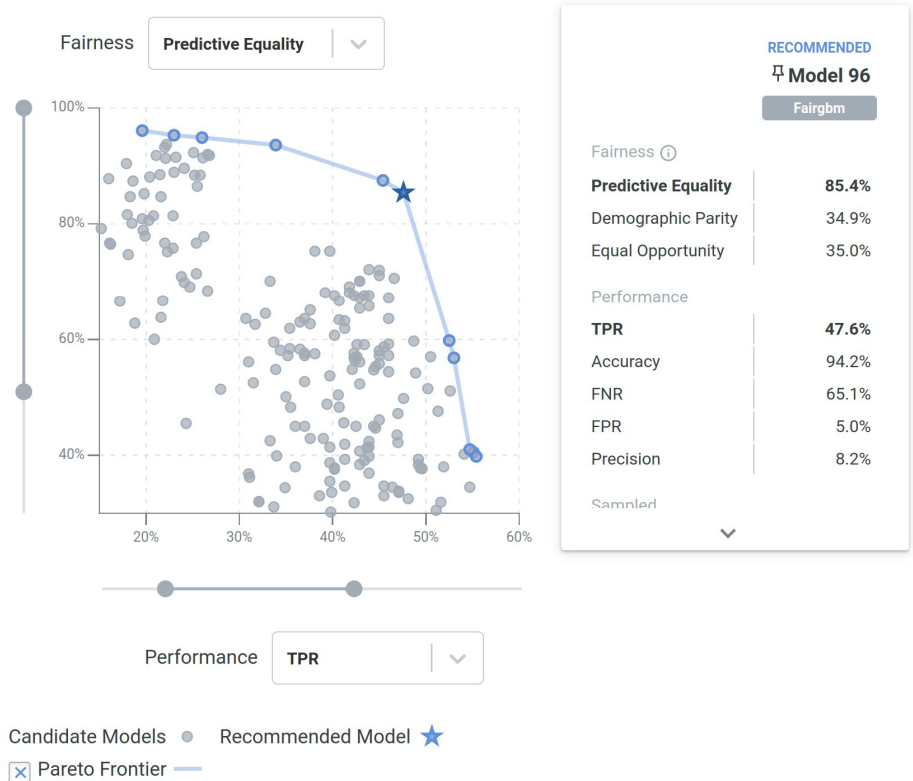 Fairness
Predictive Equality
100%
80%
60%
40%
20%
30%
40%
50%
60%
Performance
TPR
Candidate Models
Recommended Model
Pareto Frontier
RECOMMENDED
Model 96
Fairgbm
Fairness
Predictive Equality 85.4%
Demographic Parity 34.9%
Equal Opportunity 35.0%
Performance
TPR 47.6%
Accuracy 94.2%
FNR 65.1%
FPR 5.0%
Precision 8.2%
Sampled